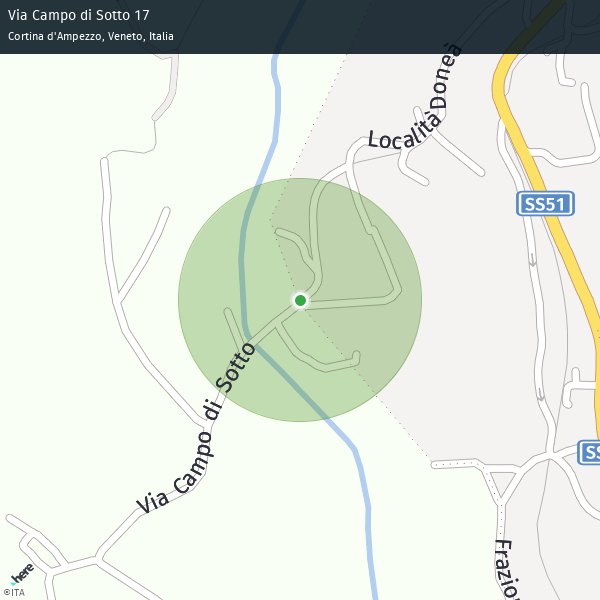 Via Campo di Sotto 17
Cortina d'Ampezzo, Veneto, Italia
Località Doneà
SS51
Via Campo di Sotto
SS
Frazio
here
©ITA